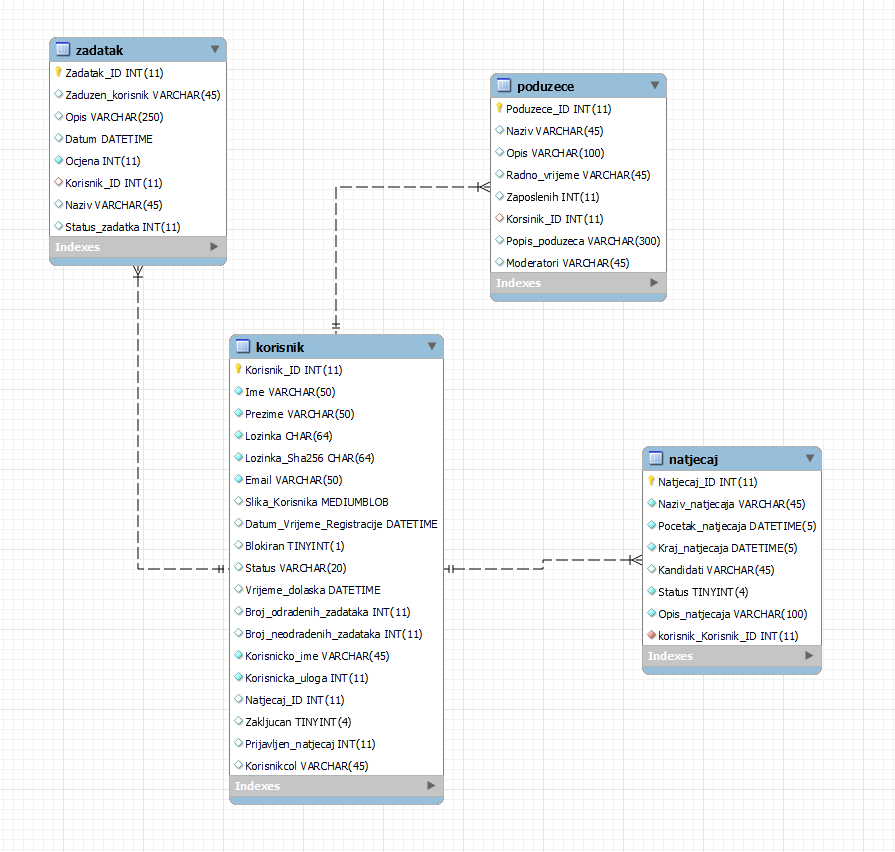 zadatak
Zadatak_ID INT(11)
Zaduzen_korisnik VARCHAR(45)
Opis VARCHAR(250)
Datum DATETIME
Ocjena INT(11)
Korisnik_ID INT(11)
Naziv VARCHAR(45)
Status_zadatka INT(11)
Indexes
poduzece
Poduzece_ID INT(11)
Naziv VARCHAR(45)
Opis VARCHAR(100)
Radno_vrijeme VARCHAR(45)
Zaposlenih INT(11)
Korsinik_ID INT(11)
Popis_poduzeca VARCHAR(300)
Moderatori VARCHAR(45)
Indexes
korisnik
Korisnik_ID INT(11)
Ime VARCHAR(50)
Prezime VARCHAR(50)
Lozinka CHAR(64)
Lozinka_Sha256 CHAR(64)
Email VARCHAR(50)
Slika_Korisnika MEDIUMBLOB
Datum_Vrijeme_Registracije DATETIME
Blokiran TINYINT(1)
Status VARCHAR(20)
Vrijeme_dolaska DATETIME
Broj_odradenih_zadataka INT(11)
Broj_neodradenih_zadataka INT(11)
Korisnicko_ime VARCHAR(45)
Korisnicka_uloga INT(11)
Natjecaj_ID INT(11)
Zakljucan TINYINT(4)
Prijavljen_natjecaj INT(11)
Korisnikcol VARCHAR(45)
Indexes
natjecaj
Natjecaj_ID INT(11)
Naziv_natjecaja VARCHAR(45)
Pocetak_natjecaja DATETIME(5)
Kraj_natjecaja DATETIME(5)
Kandidati VARCHAR(45)
Status TINYINT(4)
Opis_natjecaja VARCHAR(100)
korisnik_Korisnik_ID INT(11)
Indexes